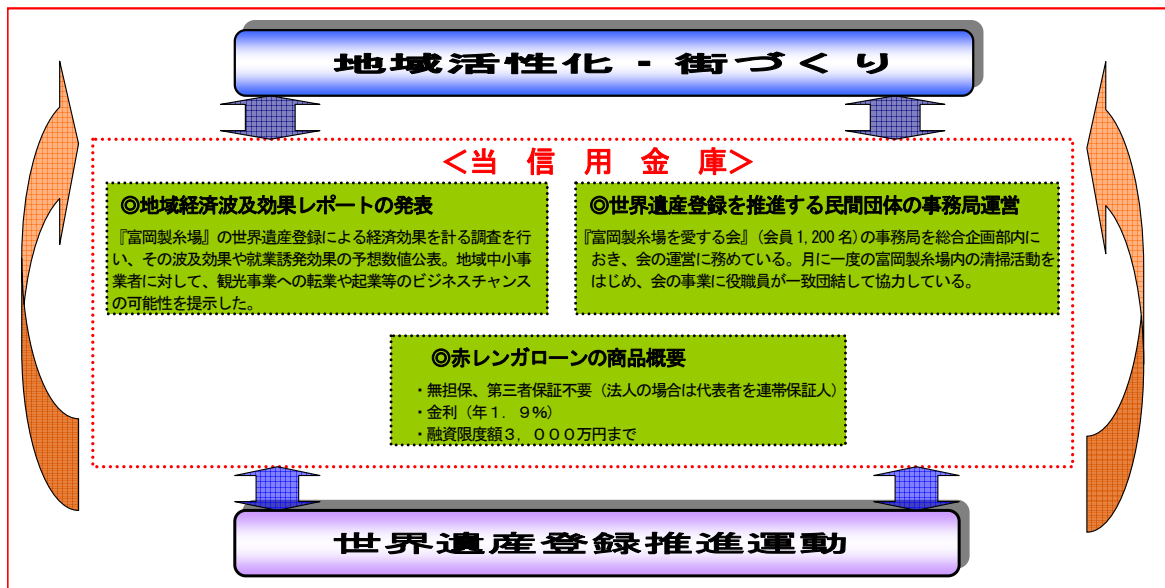 地域活性化‐街づくり
＜当信用金庫＞
◎地域経済波及効果レポートの発表
『富岡製糸場』の世界遺産登録による経済効果を計る調査を行
い、その波及効果や就業誘発効果の予想数値公表。地域中小事
業者に対して、観光事業への転業や起業等のビジネスチャンス
の可能性を提示した。
◎世界遺産登録を推進する民間団体の事務局運営
『富岡製糸場を愛する会』(会員1,200名)の事務局を総合企画部内に
おき、会の運営に務めている。月に一度の富岡製糸場内の清掃活動を
はじめ、会の事業に役職員が一致団結して協力している。
◎赤レンガローンの商品概要
・無担保、第三者保証不要（法人の場合は代表者を連帯保証人）
・金利（年１．９％）
・融資限度額３，０００万円まで
世界遺産登録推進運動